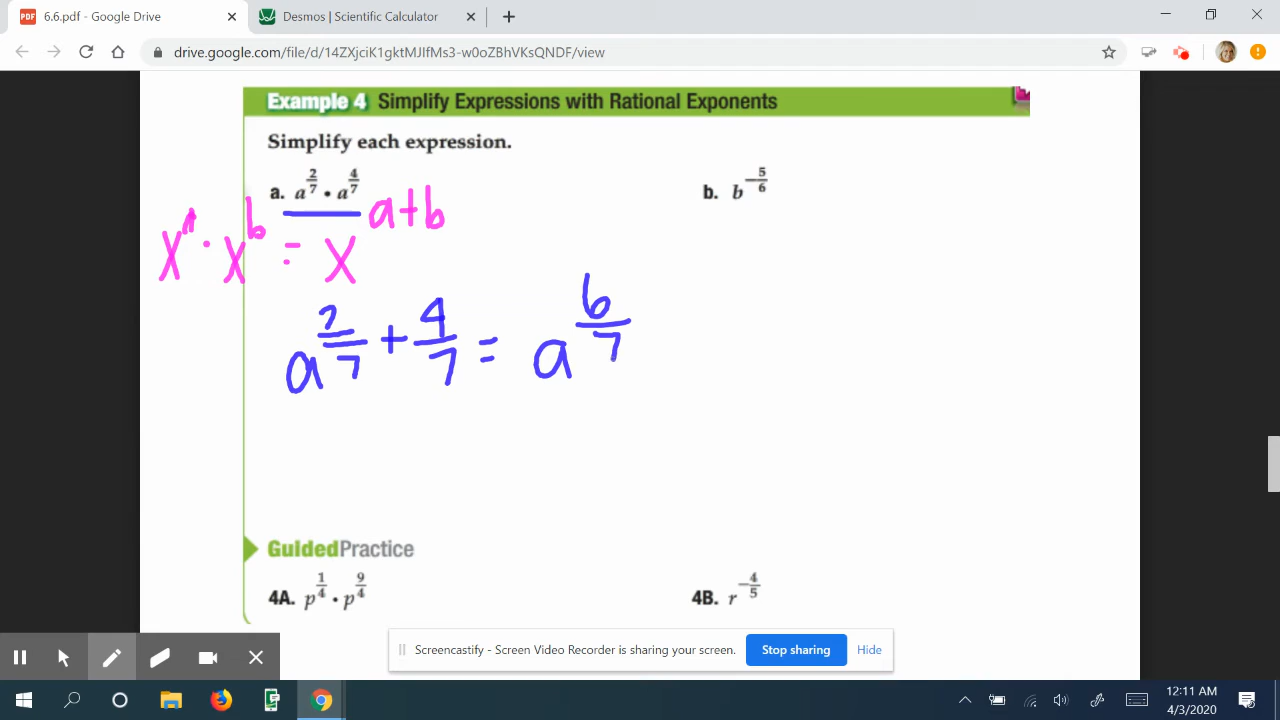 6.6.pdf - Google Drive
Desmos | Scientific Calculator
drive.google.com/file/d/14ZXjciK1gktMJIfMs3-w0oZBhVKsQNDF/view
Example 4 Simplify Expressions with Rational Exponents
Simplify each expression.
a. a^(2/7) • a^(4/7)
b. b^(-5/6)
x^a · x^b = x^(a+b)
a^(2/7 + 4/7) = a^(6/7)
GuidedPractice
4A. p^(1/4) • p^(9/4)
4B. r^(-4/5)
Screencastify - Screen Video Recorder is sharing your screen.
Stop sharing
Hide
12:11 AM
4/3/2020